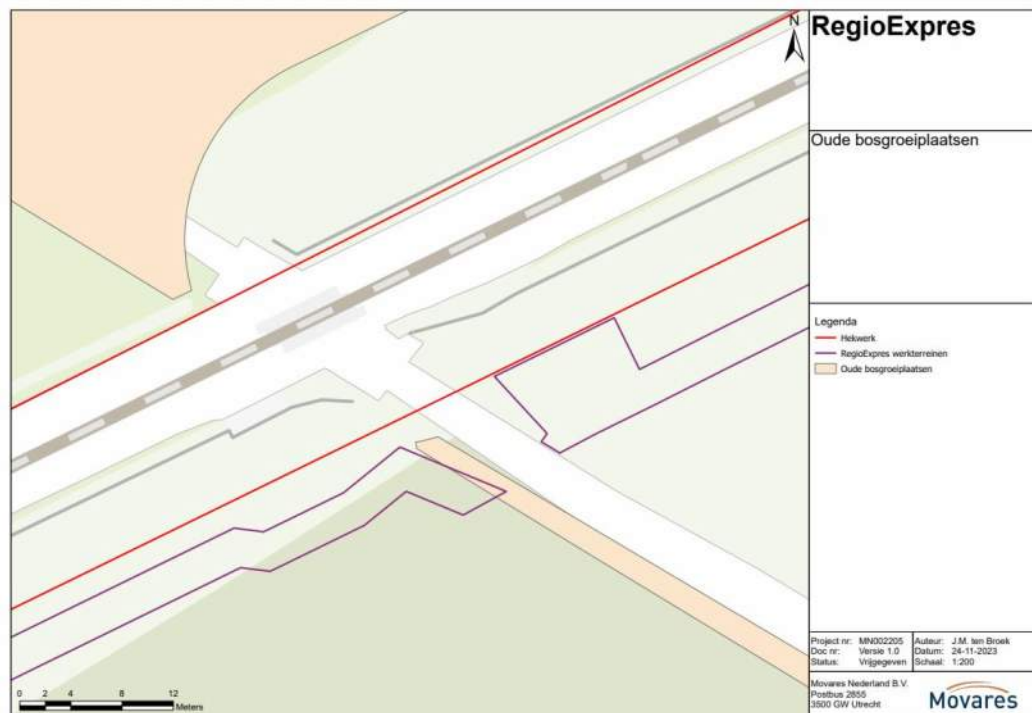 RegioExpres
N
Oude bosgroeiplaatsen
Legenda
Hekwerk
RegioExpres werkterreinen
Oude bosgroeiplaatsen
0 2 4 8 12
Meters
Project nr: MN002205 Auteur: J.M. ten Broek
Doc nr: Versie 1.0 Datum: 24-11-2023
Status: Vrijgegeven Schaal: 1:200
Movares Nederland B.V.
Postbus 2855
3500 GW Utrecht
Movares